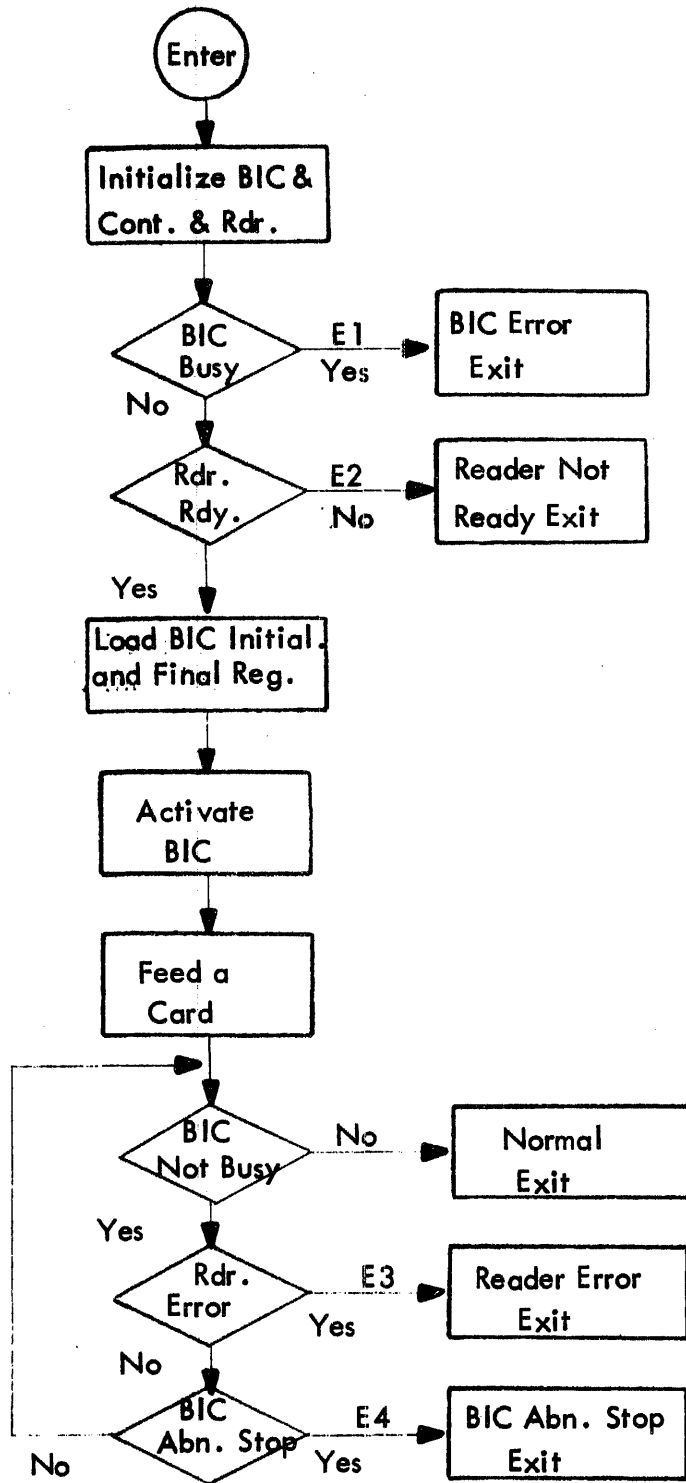 Enter
Initialize BIC &
Cont. & Rdr.
BIC
Busy
E1
Yes
BIC Error
Exit
No
Rdr.
Rdy.
E2
No
Reader Not
Ready Exit
Yes
Load BIC Initial.
and Final Reg.
Activate
BIC
Feed a
Card
BIC
Not Busy
No
Normal
Exit
Yes
Rdr.
Error
E3
Yes
Reader Error
Exit
No
BIC
Abn. Stop
E4
Yes
BIC Abn. Stop
Exit
No